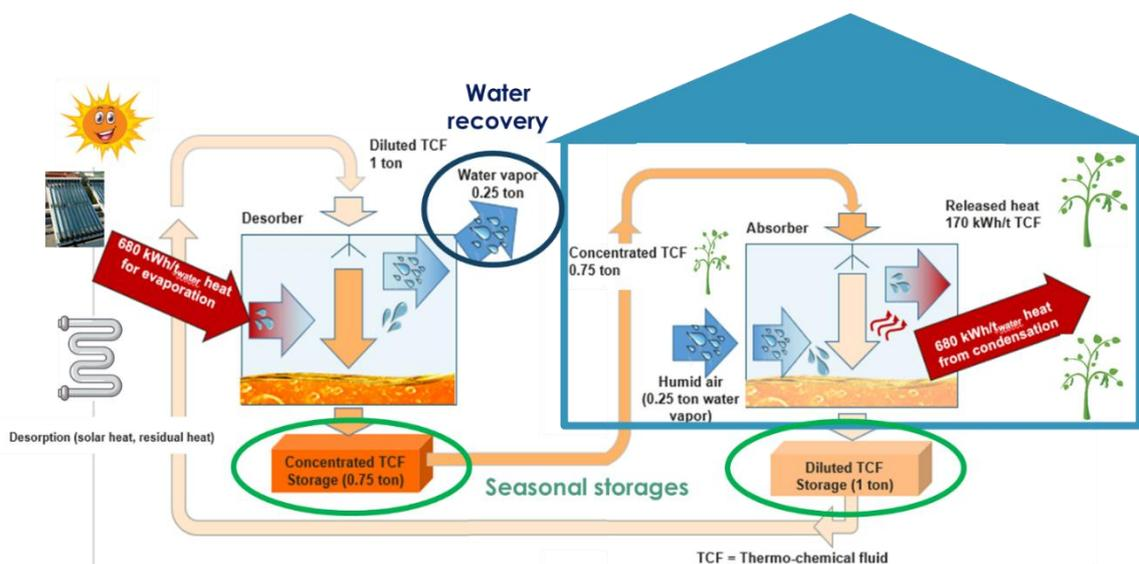 Water
recovery
Diluted TCF
1 ton
Water vapor
0.25 ton
Desorber
680 kWh/twater heat
for evaporation
Desorption (solar heat, residual heat)
Concentrated TCF
Storage (0.75 ton)
Seasonal storages
Concentrated TCF
0.75 ton
Absorber
Released heat
170 kWh/t TCF
Humid air
(0.25 ton water
vapor)
680 kWh/twater heat
from condensation
Diluted TCF
Storage (1 ton)
TCF = Thermo-chemical fluid